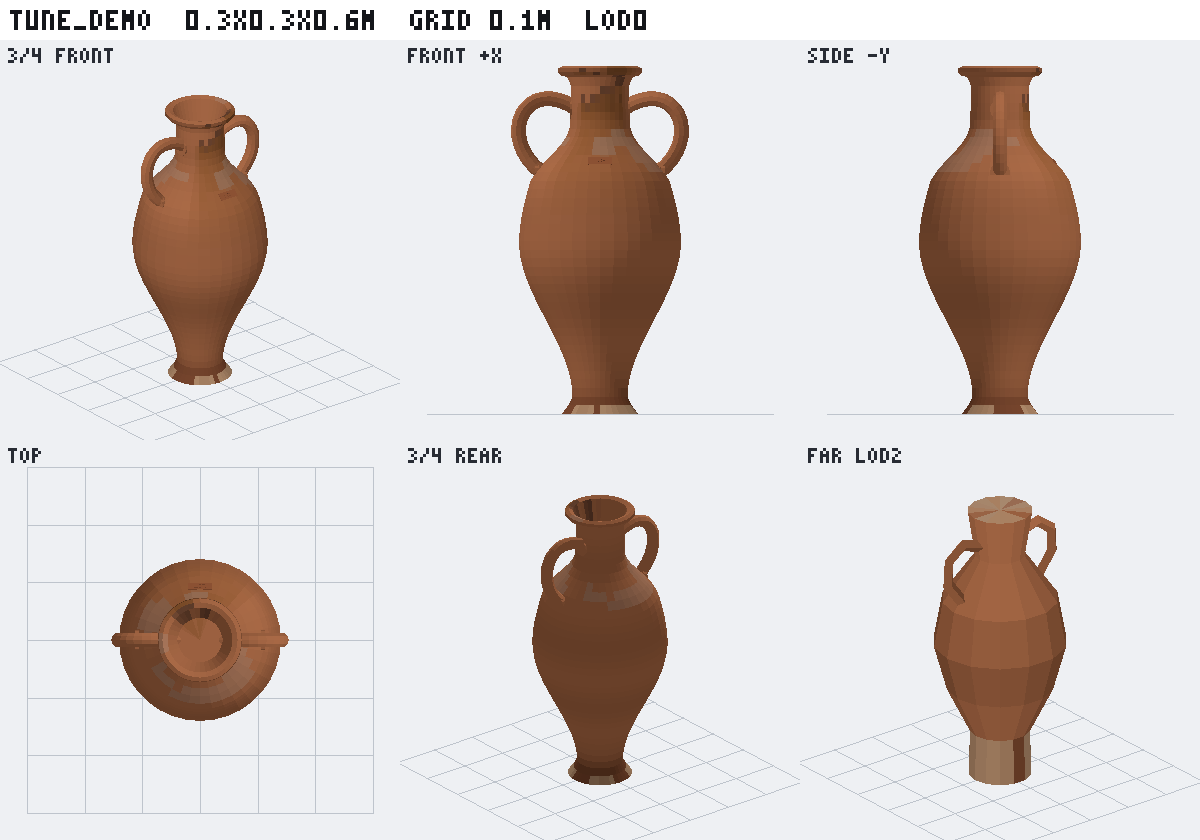 TUNE_DEMO 0.3X0.3X0.6M GRID 0.1M LOD0
3/4 FRONT
FRONT +X
SIDE -Y
TOP
3/4 REAR
FAR LOD2